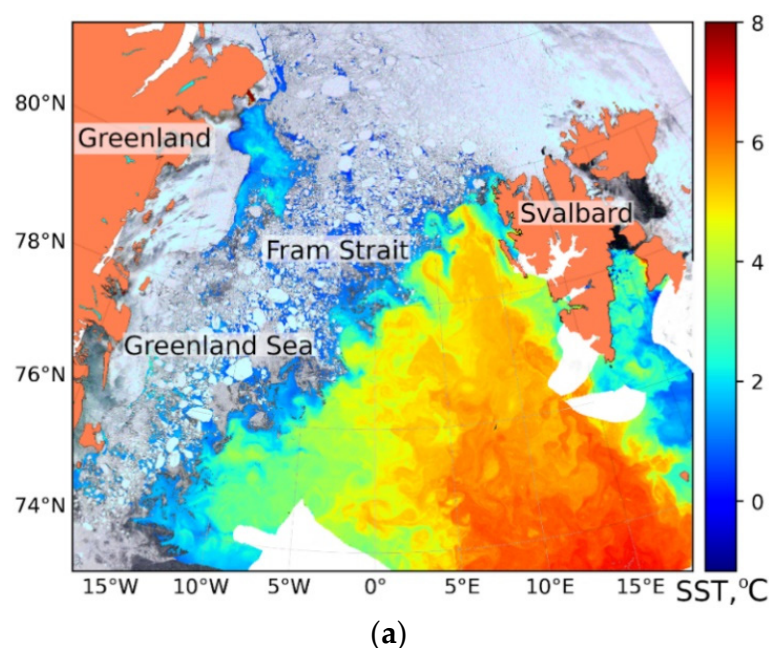 8
80°N
Greenland
6
Svalbard
78°N
Fram Strait
4
Greenland Sea
76°N
2
74°N
0
15°W 10°W 5°W 0° 5°E 10°E 15°E SST,°C
(a)